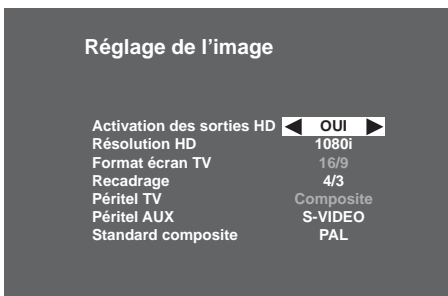 Réglage de l'image
Activation des sorties HD ◀ OUI ▶
Résolution HD 1080i
Format écran TV 16/9
Recadrage 4/3
Péritel TV Composite
Péritel AUX S-VIDEO
Standard composite PAL